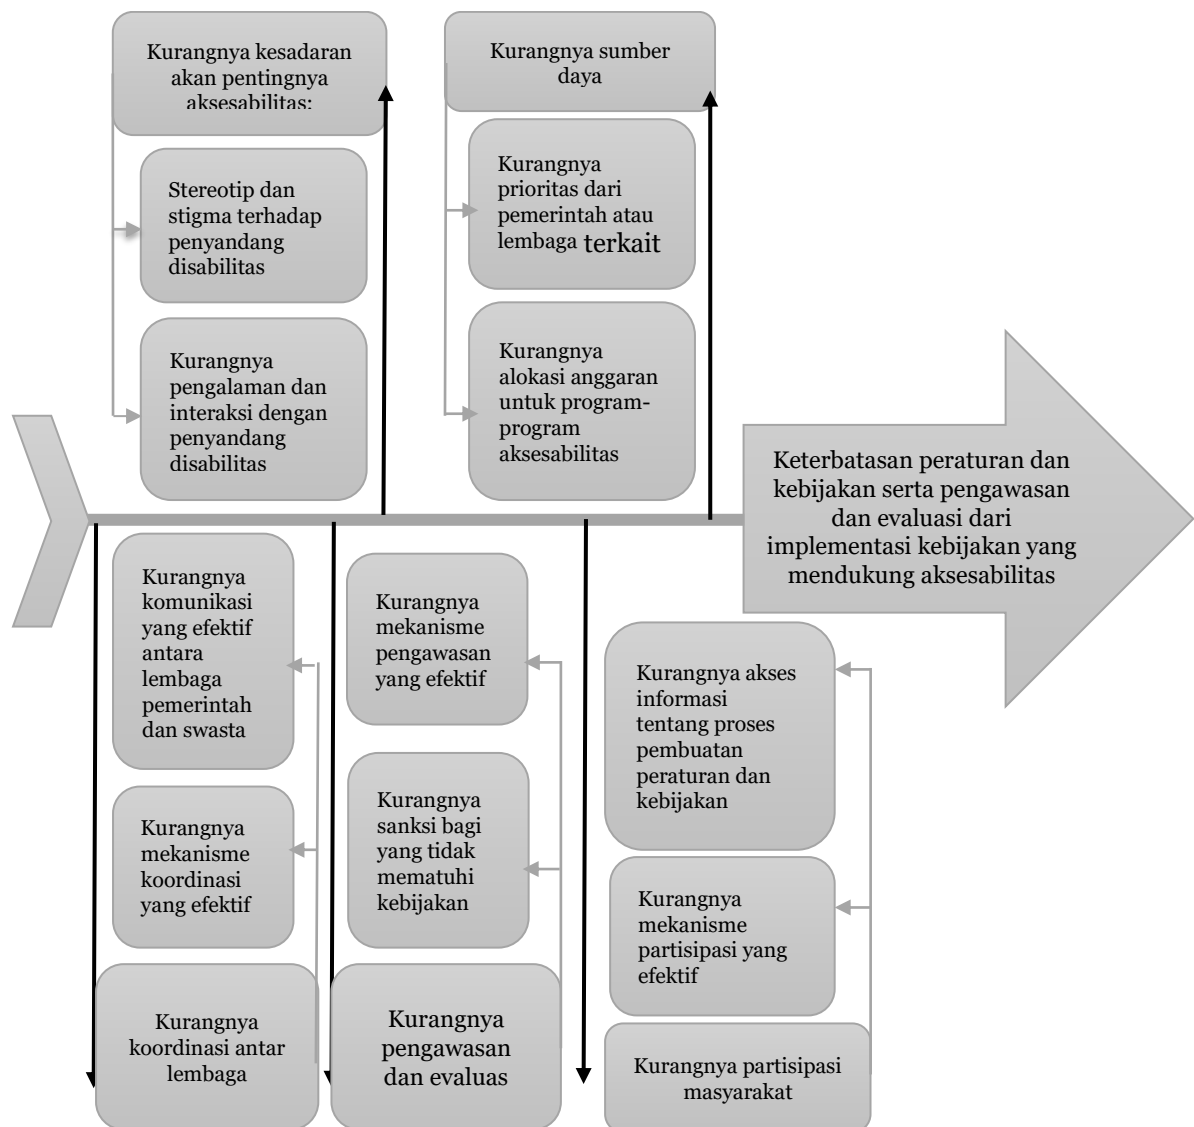 Kurangnya kesadaran
akan pentingnya
aksesabilitas:
Stereotip dan
stigma terhadap
penyandang
disabilitas
Kurangnya
pengalaman dan
interaksi dengan
penyandang
disabilitas
Kurangnya sumber
daya
Kurangnya
prioritas dari
pemerintah atau
lembaga terkait
Kurangnya
alokasi anggaran
untuk program-
program
aksesabilitas
Keterbatasan peraturan dan
kebijakan serta pengawasan
dan evaluasi dari
implementasi kebijakan yang
mendukung aksesabilitas
Kurangnya
komunikasi
yang efektif
antara
lembaga
pemerintah
dan swasta
Kurangnya
mekanisme
koordinasi
yang efektif
Kurangnya
koordinasi antar
lembaga
Kurangnya
mekanisme
pengawasan
yang efektif
Kurangnya
sanksi bagi
yang tidak
mematuhi
kebijakan
Kurangnya
pengawasan
dan evaluas
Kurangnya akses
informasi
tentang proses
pembuatan
peraturan dan
kebijakan
Kurangnya
mekanisme
partisipasi yang
efektif
Kurangnya partisipasi
masyarakat